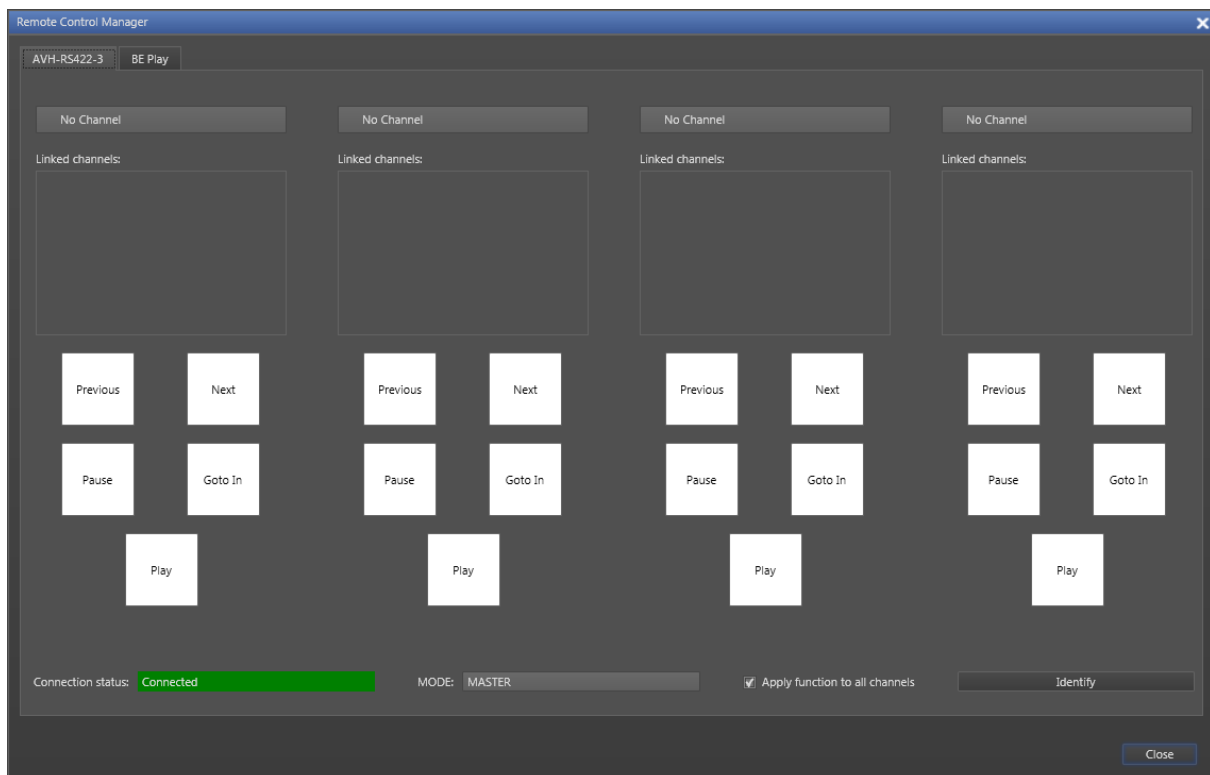 Remote Control Manager
AVH-RS422-3 BE Play
No Channel No Channel No Channel No Channel
Linked channels: Linked channels: Linked channels: Linked channels:
Previous Next Previous Next Previous Next Previous Next
Pause Goto In Pause Goto In Pause Goto In Pause Goto In
Play Play Play Play
Connection status: Connected MODE: MASTER Apply function to all channels Identify
Close